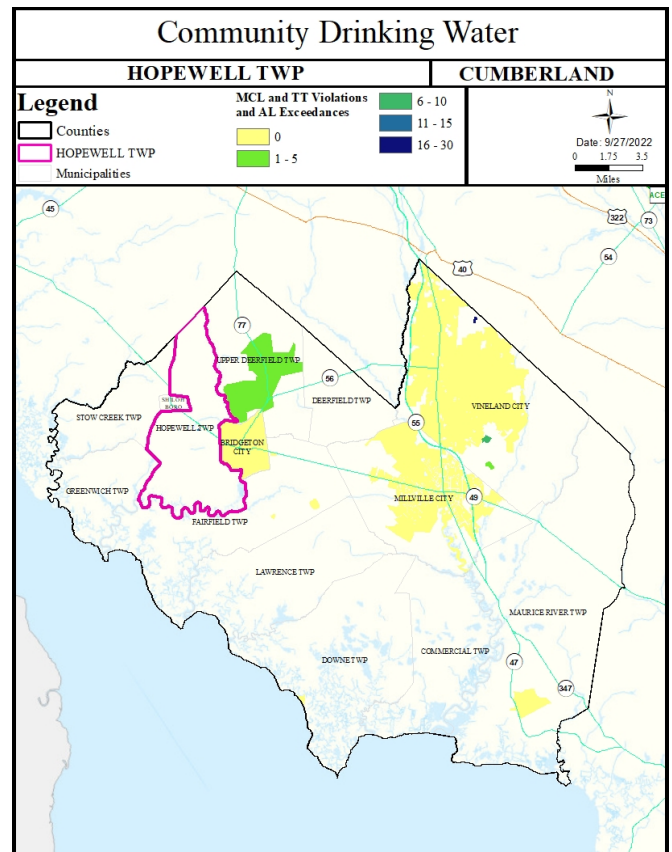 Community Drinking Water
HOPEWELL TWP
CUMBERLAND
Legend
Counties
HOPEWELL TWP
Municipalities
MCL and TT Violations
and AL Exceedances
0
1 - 5
6 - 10
11 - 15
16 - 30
N
Date: 9/27/2022
0 1.75 3.5
Miles
ACE
45
322
73
54
40
77
UPPER DEERFIELD TWP
56
DEERFIELD TWP
SHILOH
BORO
STOW CREEK TWP
HOPEWELL TWP
VINELAND CITY
55
BRIDGETON
CITY
GREENWICH TWP
MILLVILLE CITY
49
FAIRFIELD TWP
LAWRENCE TWP
MAURICE RIVER TWP
DOWNE TWP
COMMERCIAL TWP
47
347